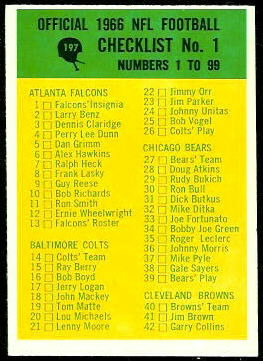 OFFICIAL 1966 NFL FOOTBALL
197
CHECKLIST No. 1
NUMBERS 1 TO 99
ATLANTA FALCONS
1 Falcons' Insignia
2 Larry Benz
3 Dennis Claridge
4 Perry Lee Dunn
5 Dan Grimm
6 Alex Hawkins
7 Ralph Heck
8 Frank Lasky
9 Guy Reese
10 Bob Richards
11 Ron Smith
12 Ernie Wheelwright
13 Falcons' Roster
BALTIMORE COLTS
14 Colts' Team
15 Ray Berry
16 Bob Boyd
17 Jerry Logan
18 John Mackey
19 Tom Matte
20 Lou Michaels
21 Lenny Moore
22 Jimmy Orr
23 Jim Parker
24 Johnny Unitas
25 Bob Vogel
26 Colts' Play
CHICAGO BEARS
27 Bears' Team
28 Doug Atkins
29 Rudy Bukich
30 Ron Bull
31 Dick Butkus
32 Mike Ditka
33 Joe Fortunato
34 Bobby Joe Green
35 Roger Leclerc
36 Johnny Morris
37 Mike Pyle
38 Gale Sayers
39 Bears' Play
CLEVELAND BROWNS
40 Browns' Team
41 Jim Brown
42 Gary Collins